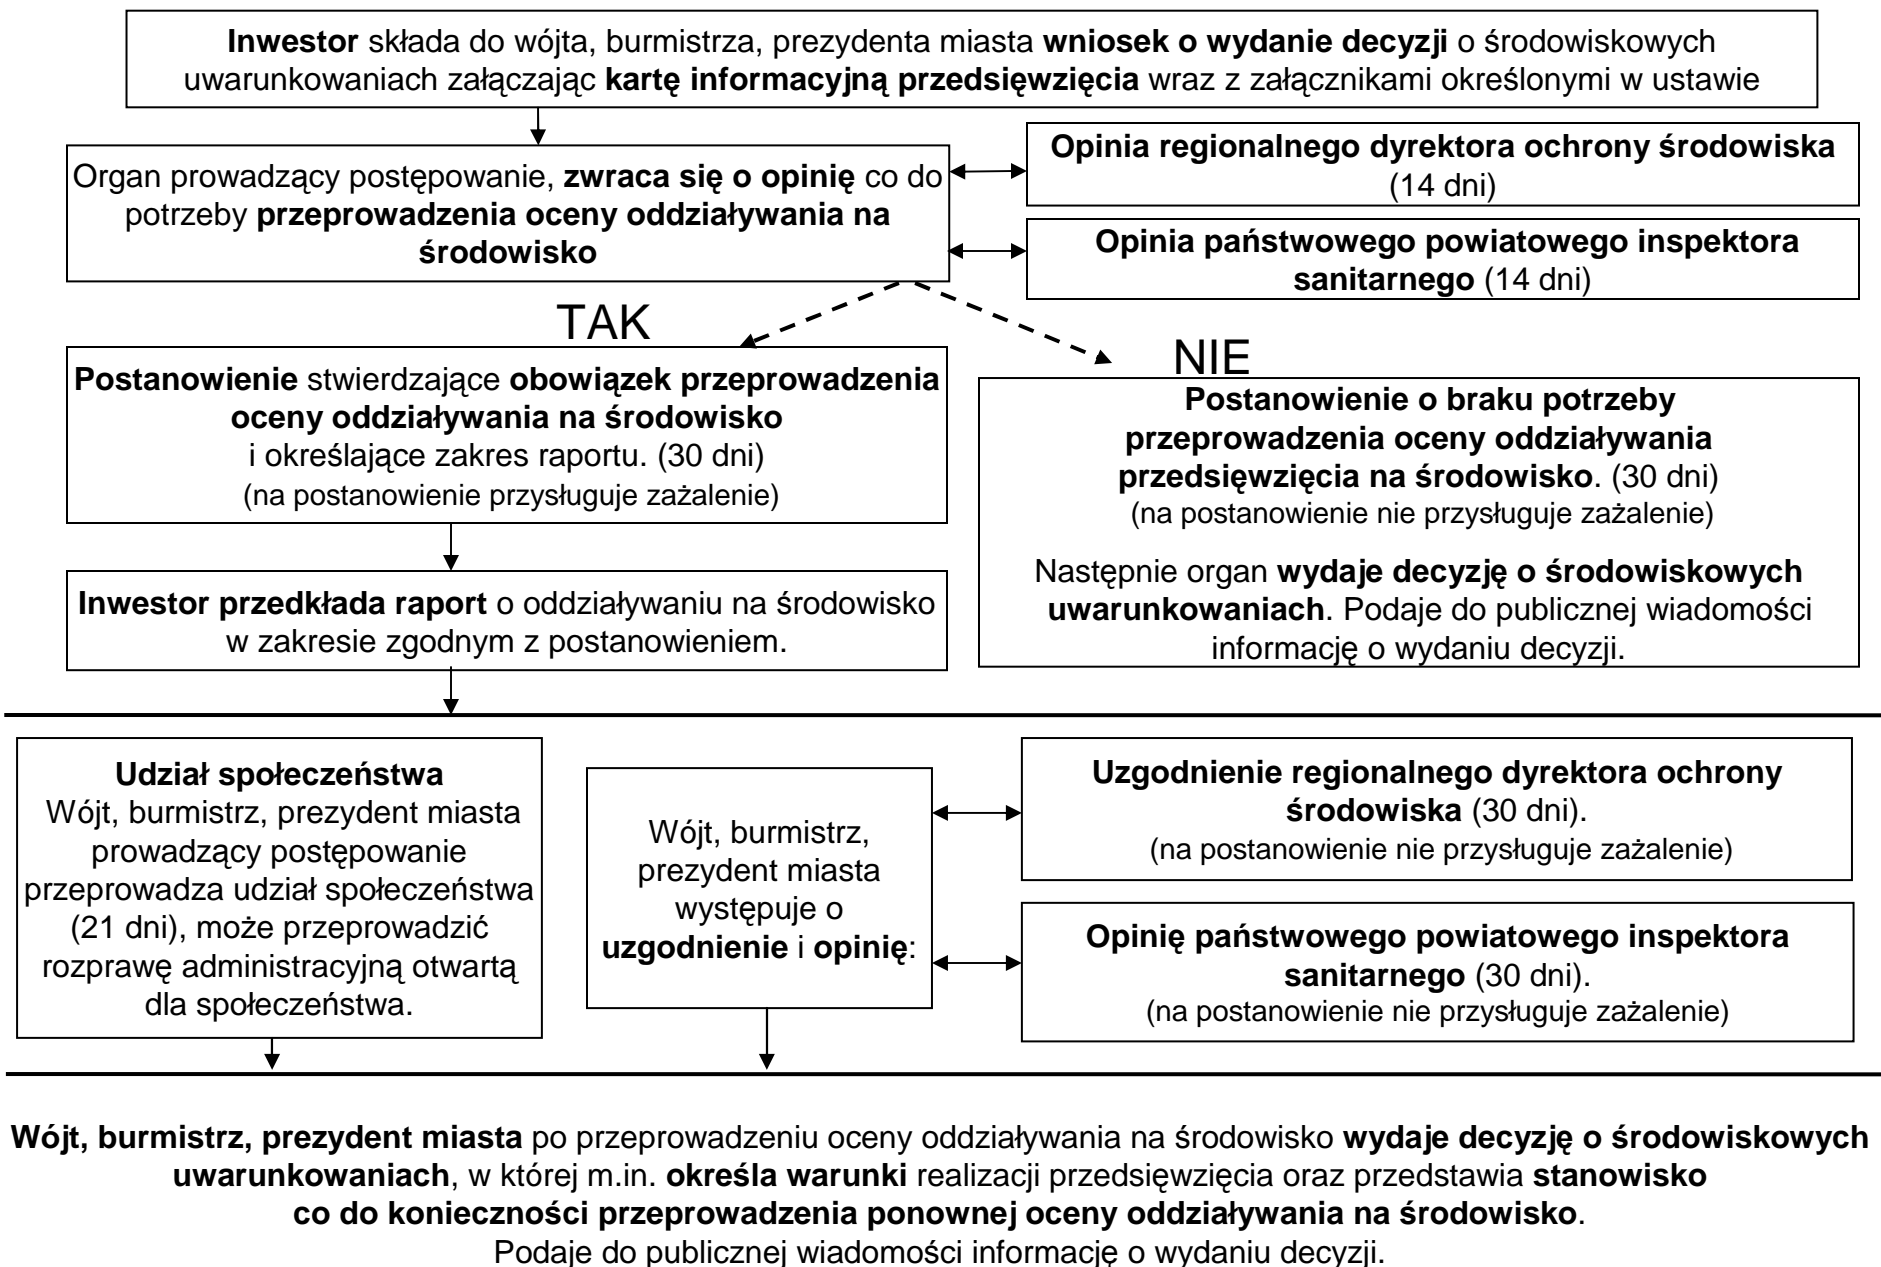 Inwestor składa do wójta, burmistrza, prezydenta miasta wniosek o wydanie decyzji o środowiskowych
uwarunkowaniach załączając kartę informacyjną przedsięwzięcia wraz z załącznikami określonymi w ustawie
Organ prowadzący postępowanie, zwraca się o opinię co do
potrzeby przeprowadzenia oceny oddziaływania na
środowisko
Opinia regionalnego dyrektora ochrony środowiska
(14 dni)
Opinia państwowego powiatowego inspektora
sanitarnego (14 dni)
TAK
NIE
Postanowienie stwierdzające obowiązek przeprowadzenia
oceny oddziaływania na środowisko
i określające zakres raportu. (30 dni)
(na postanowienie przysługuje zażalenie)
Postanowienie o braku potrzeby
przeprowadzenia oceny oddziaływania
przedsięwzięcia na środowisko. (30 dni)
(na postanowienie nie przysługuje zażalenie)
Następnie organ wydaje decyzję o środowiskowych
uwarunkowaniach. Podaje do publicznej wiadomości
informację o wydaniu decyzji.
Inwestor przedkłada raport o oddziaływaniu na środowisko
w zakresie zgodnym z postanowieniem.
Udział społeczeństwa
Wójt, burmistrz, prezydent miasta
prowadzący postępowanie
przeprowadza udział społeczeństwa
(21 dni), może przeprowadzić
rozprawę administracyjną otwartą
dla społeczeństwa.
Wójt, burmistrz,
prezydent miasta
występuje o
uzgodnienie i opinię:
Uzgodnienie regionalnego dyrektora ochrony
środowiska (30 dni).
(na postanowienie nie przysługuje zażalenie)
Opinię państwowego powiatowego inspektora
sanitarnego (30 dni).
(na postanowienie nie przysługuje zażalenie)
Wójt, burmistrz, prezydent miasta po przeprowadzeniu oceny oddziaływania na środowisko wydaje decyzję o środowiskowych
uwarunkowaniach, w której m.in. określa warunki realizacji przedsięwzięcia oraz przedstawia stanowisko
co do konieczności przeprowadzenia ponownej oceny oddziaływania na środowisko.
Podaje do publicznej wiadomości informację o wydaniu decyzji.